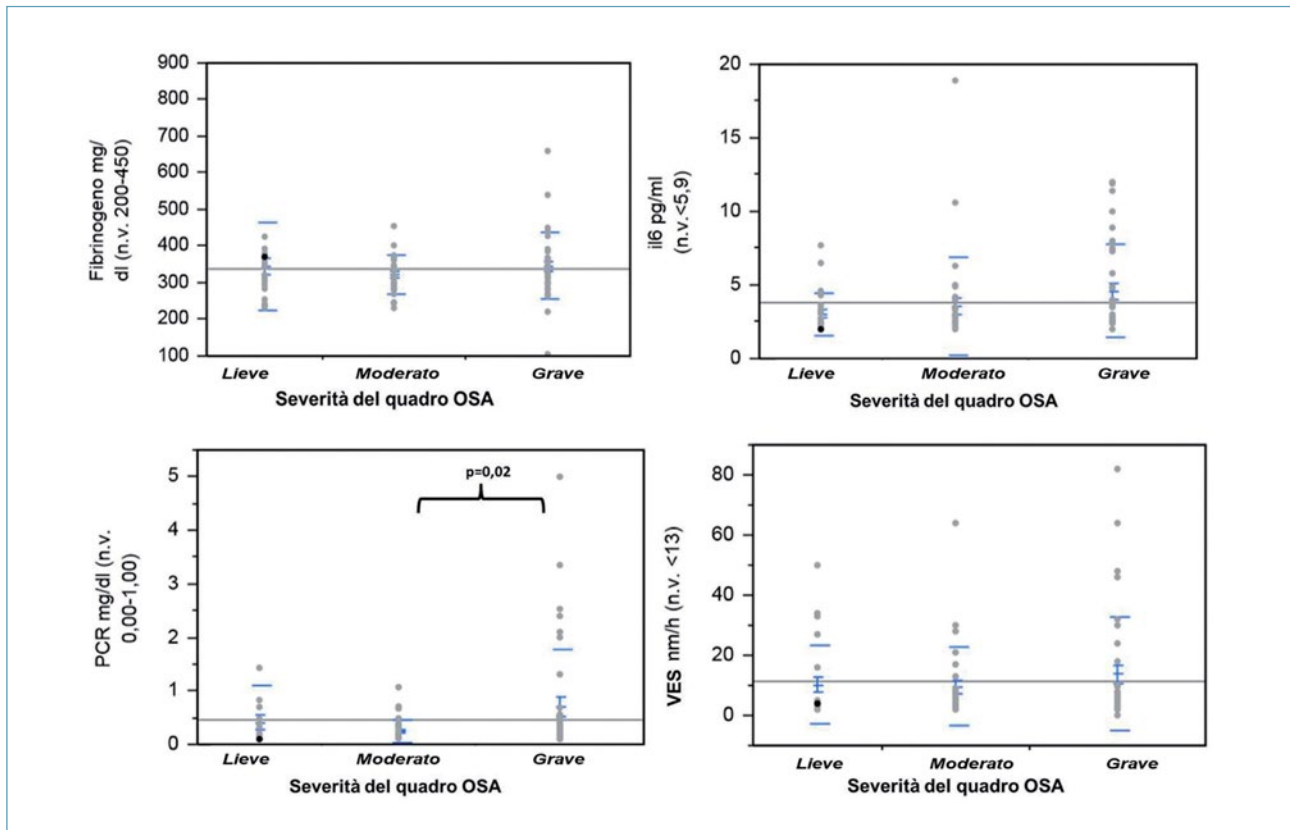 Fibrinogeno mg/
dl (n.v. 200-450)
900
800
700
600
500
400
300
200
100
Lieve Moderato Grave
Severità del quadro OSA
il6 pg/ml
(n.v.<5,9)
20
15
10
5
0
Lieve Moderato Grave
Severità del quadro OSA
PCR mg/dl (n.v.
0,00-1,00)
5
4
3
2
1
0
p=0,02
Lieve Moderato Grave
Severità del quadro OSA
VES nm/h (n.v. <13)
80
60
40
20
0
Lieve Moderato Grave
Severità del quadro OSA